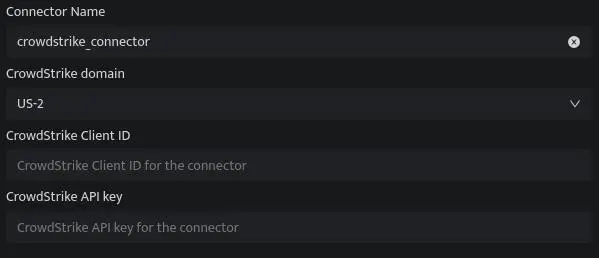 Connector Name
crowdstrike_connector
CrowdStrike domain
US-2
CrowdStrike Client ID
CrowdStrike Client ID for the connector
CrowdStrike API key
CrowdStrike API key for the connector